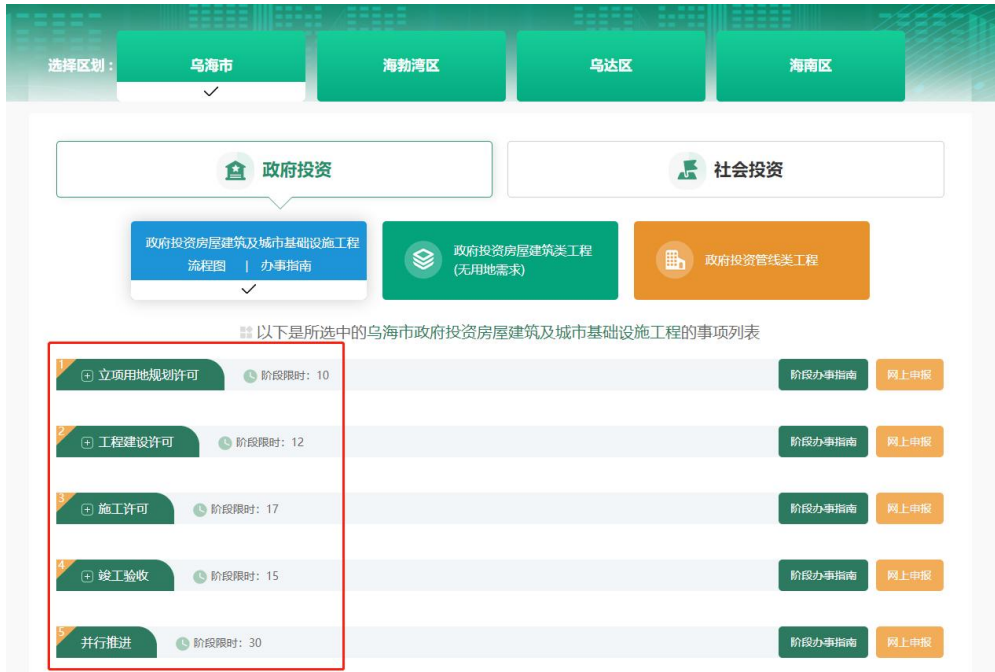 选择区划：
乌海市
海勃湾区
乌达区
海南区
政府投资
社会投资
政府投资房屋建筑及城市基础设施工程
流程图 | 办事指南
政府投资房屋建筑类工程
(无用地需求)
政府投资管线类工程
以下是所选中的乌海市政府投资房屋建筑及城市基础设施工程的事项列表
1 立项用地规划许可 阶段限时：10 阶段办事指南 网上申报
2 工程建设许可 阶段限时：12 阶段办事指南 网上申报
3 施工许可 阶段限时：17 阶段办事指南 网上申报
4 竣工验收 阶段限时：15 阶段办事指南 网上申报
5 并行推进 阶段限时：30 阶段办事指南 网上申报